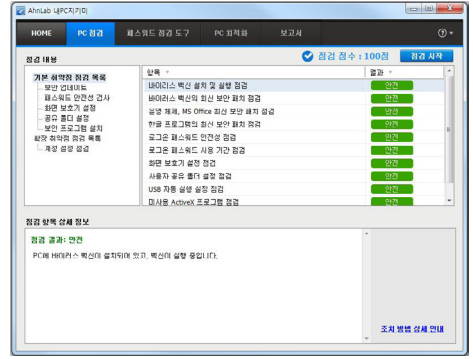 AhnLab 내PC지키미
HOME PC 점검 패스워드 점검 도구 PC 최적화 보고서
점검 내용
점검 점수 : 100점 점검 시작
기본 취약점 점검 목록
보안 업데이트
패스워드 안전성 검사
화면 보호기 설정
공유 폴더 설정
보안 프로그램 설치
확장 취약점 점검 목록
계정 설정 점검
항목 결과
바이러스 백신 설치 및 실행 점검 안전
바이러스 백신의 최신 보안 패치 점검 안전
운영 체제, MS Office 최신 보안 패치 점검 안전
한글 프로그램의 최신 보안 패치 점검 안전
로그온 패스워드 안전성 점검 안전
로그온 패스워드 사용 기간 점검 안전
화면 보호기 설정 점검 안전
사용자 공유 폴더 설정 점검 안전
USB 자동 실행 설정 점검 안전
미사용 ActiveX 프로그램 점검 안전
점검 항목 상세 정보
점검 결과: 안전
PC에 바이러스 백신이 설치되어 있고, 백신이 실행 중입니다.
조치 방법 상세 안내